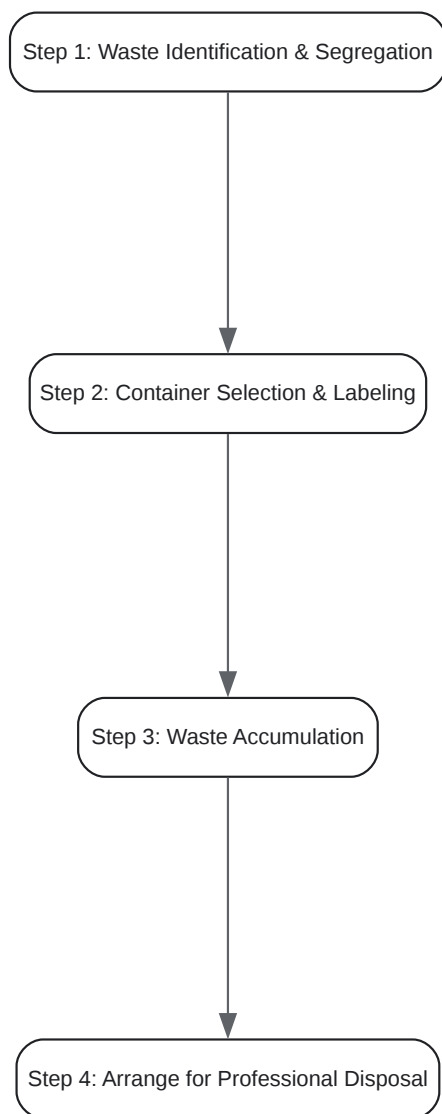 Step 1: Waste Identification & Segregation
Step 2: Container Selection & Labeling
Step 3: Waste Accumulation
Step 4: Arrange for Professional Disposal